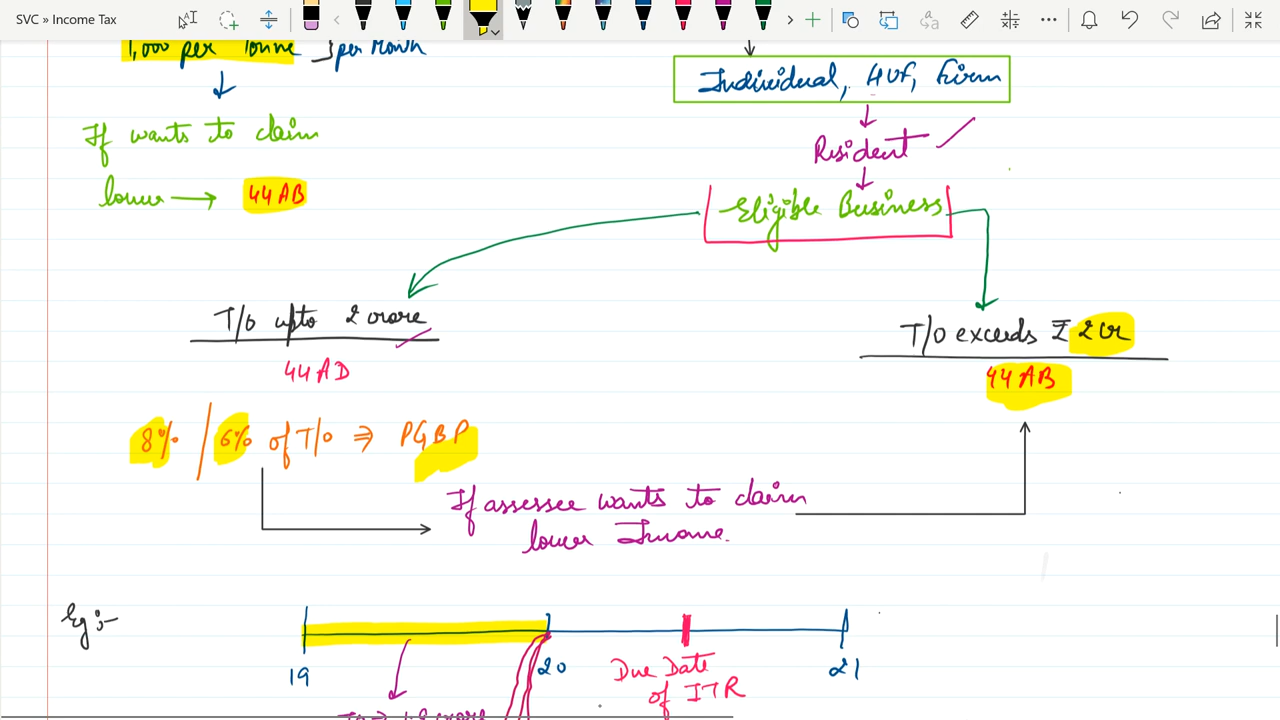 SVC > Income Tax
1,000 per Tonne } per Month
If wants to claim
lower → 44AB
Individual, HUF, Firm
Resident ✓
Eligible Business
T/O upto 2 crore
44AD
8% / 6% of T/O ⇒ PGBP
T/O exceeds ₹ 2 cr
44AB
If assessee wants to claim
lower Income.
Eg:-
19
20
21
Due Date
of ITR